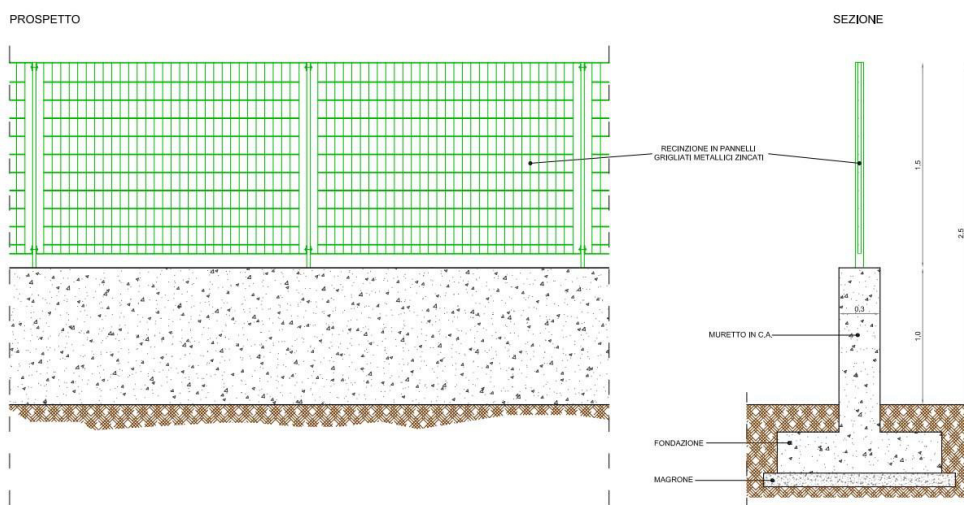 PROSPETTO
SEZIONE
RECINZIONE IN PANNELLI
GRIGLIATI METALLICI ZINCATI
1,5
2,5
0,3
MURETTO IN C.A.
1,0
FONDAZIONE
MAGRONE